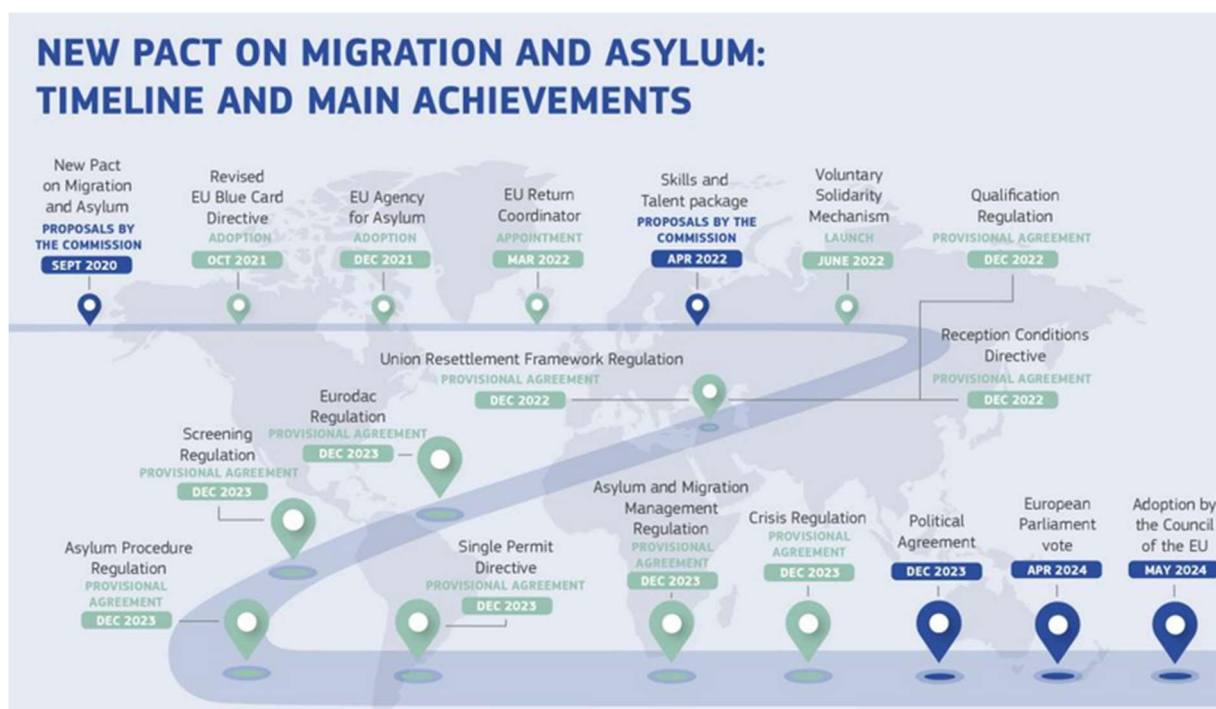 NEW PACT ON MIGRATION AND ASYLUM:
TIMELINE AND MAIN ACHIEVEMENTS
New Pact
on Migration
and Asylum
PROPOSALS BY
THE COMMISSION
SEPT 2020
Revised
EU Blue Card
Directive
ADOPTION
OCT 2021
EU Agency
for Asylum
ADOPTION
DEC 2021
EU Return
Coordinator
APPOINTMENT
MAR 2022
Skills and
Talent package
PROPOSALS BY THE
COMMISSION
APR 2022
Voluntary
Solidarity
Mechanism
LAUNCH
JUNE 2022
Qualification
Regulation
PROVISIONAL AGREEMENT
DEC 2022
Reception Conditions
Directive
PROVISIONAL AGREEMENT
DEC 2022
Union Resettlement Framework Regulation
PROVISIONAL AGREEMENT
DEC 2022
Eurodac
Regulation
PROVISIONAL AGREEMENT
DEC 2023
Screening
Regulation
PROVISIONAL AGREEMENT
DEC 2023
Asylum Procedure
Regulation
PROVISIONAL
AGREEMENT
DEC 2023
Single Permit
Directive
PROVISIONAL AGREEMENT
DEC 2023
Asylum and Migration
Management
Regulation
PROVISIONAL
AGREEMENT
DEC 2023
Crisis Regulation
PROVISIONAL
AGREEMENT
DEC 2023
Political
Agreement
DEC 2023
European
Parliament
vote
APR 2024
Adoption by
the Council
of the EU
MAY 2024